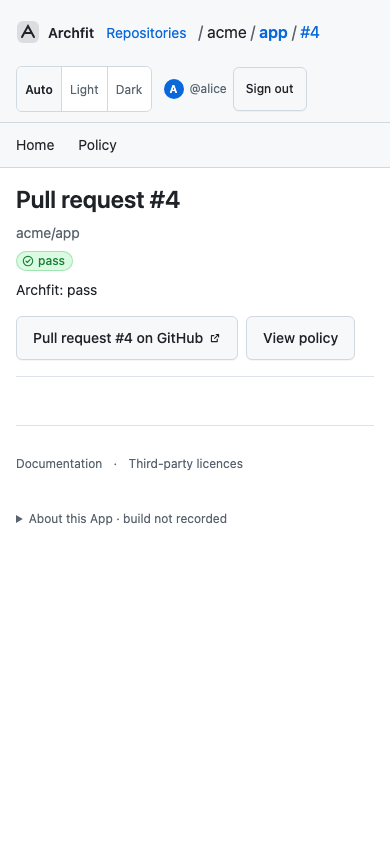 Archfit Repositories / acme / app / #4
Auto Light Dark A @alice Sign out
Home Policy
Pull request #4
acme/app
pass
Archfit: pass
Pull request #4 on GitHub View policy
Documentation · Third-party licences
About this App · build not recorded